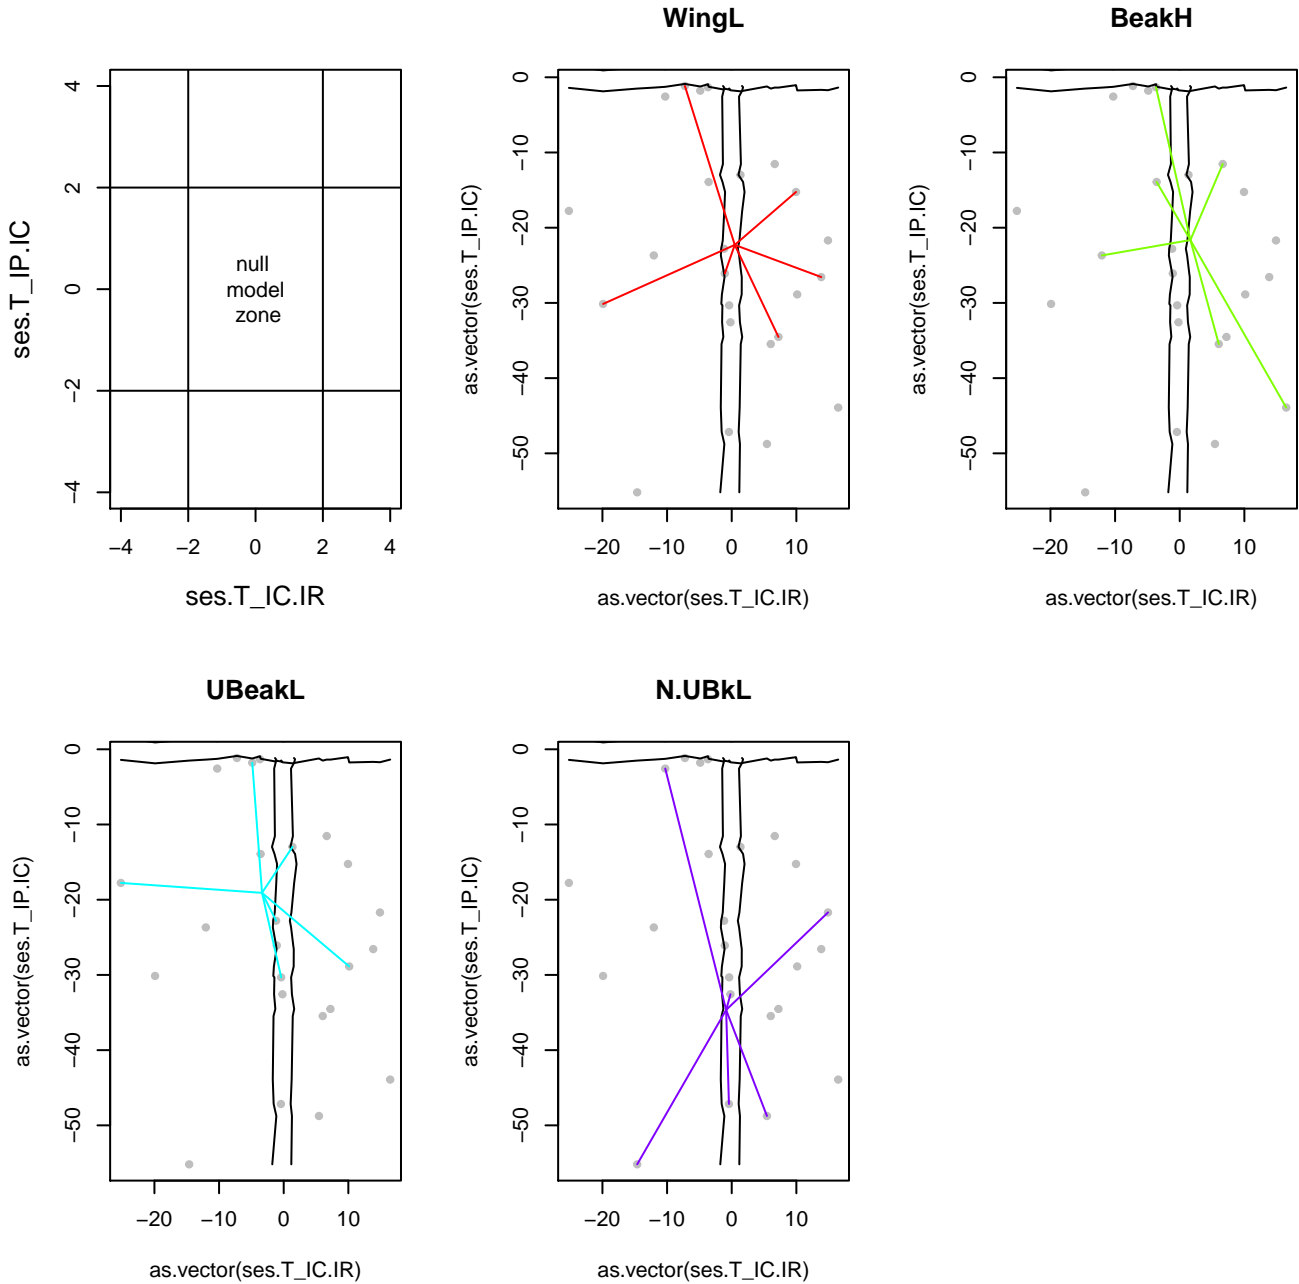 WingL
BeakH
ses.T_IP.IC
4
2
0
−2
−4
null
model
zone
−4
−2
0
2
4
ses.T_IC.IR
as.vector(ses.T_IP.IC)
0
−10
−20
−30
−40
−50
−20
−10
0
10
as.vector(ses.T_IC.IR)
as.vector(ses.T_IP.IC)
0
−10
−20
−30
−40
−50
−20
−10
0
10
as.vector(ses.T_IC.IR)
UBeakL
N.UBkL
as.vector(ses.T_IP.IC)
0
−10
−20
−30
−40
−50
−20
−10
0
10
as.vector(ses.T_IC.IR)
as.vector(ses.T_IP.IC)
0
−10
−20
−30
−40
−50
−20
−10
0
10
as.vector(ses.T_IC.IR)